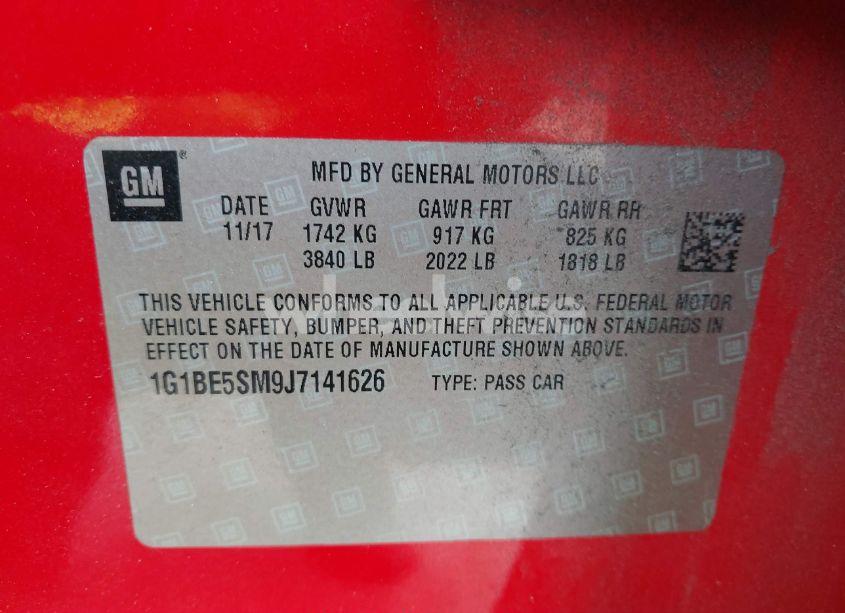 GM
MFD BY GENERAL MOTORS LLC
DATE GVWR GAWR FRT GAWR RR
11/17 1742 KG 917 KG 825 KG
3840 LB 2022 LB 1818 LB
THIS VEHICLE CONFORMS TO ALL APPLICABLE U.S. FEDERAL MOTOR
VEHICLE SAFETY, BUMPER, AND THEFT PREVENTION STANDARDS IN
EFFECT ON THE DATE OF MANUFACTURE SHOWN ABOVE.
1G1BE5SM9J7141626 TYPE: PASS CAR